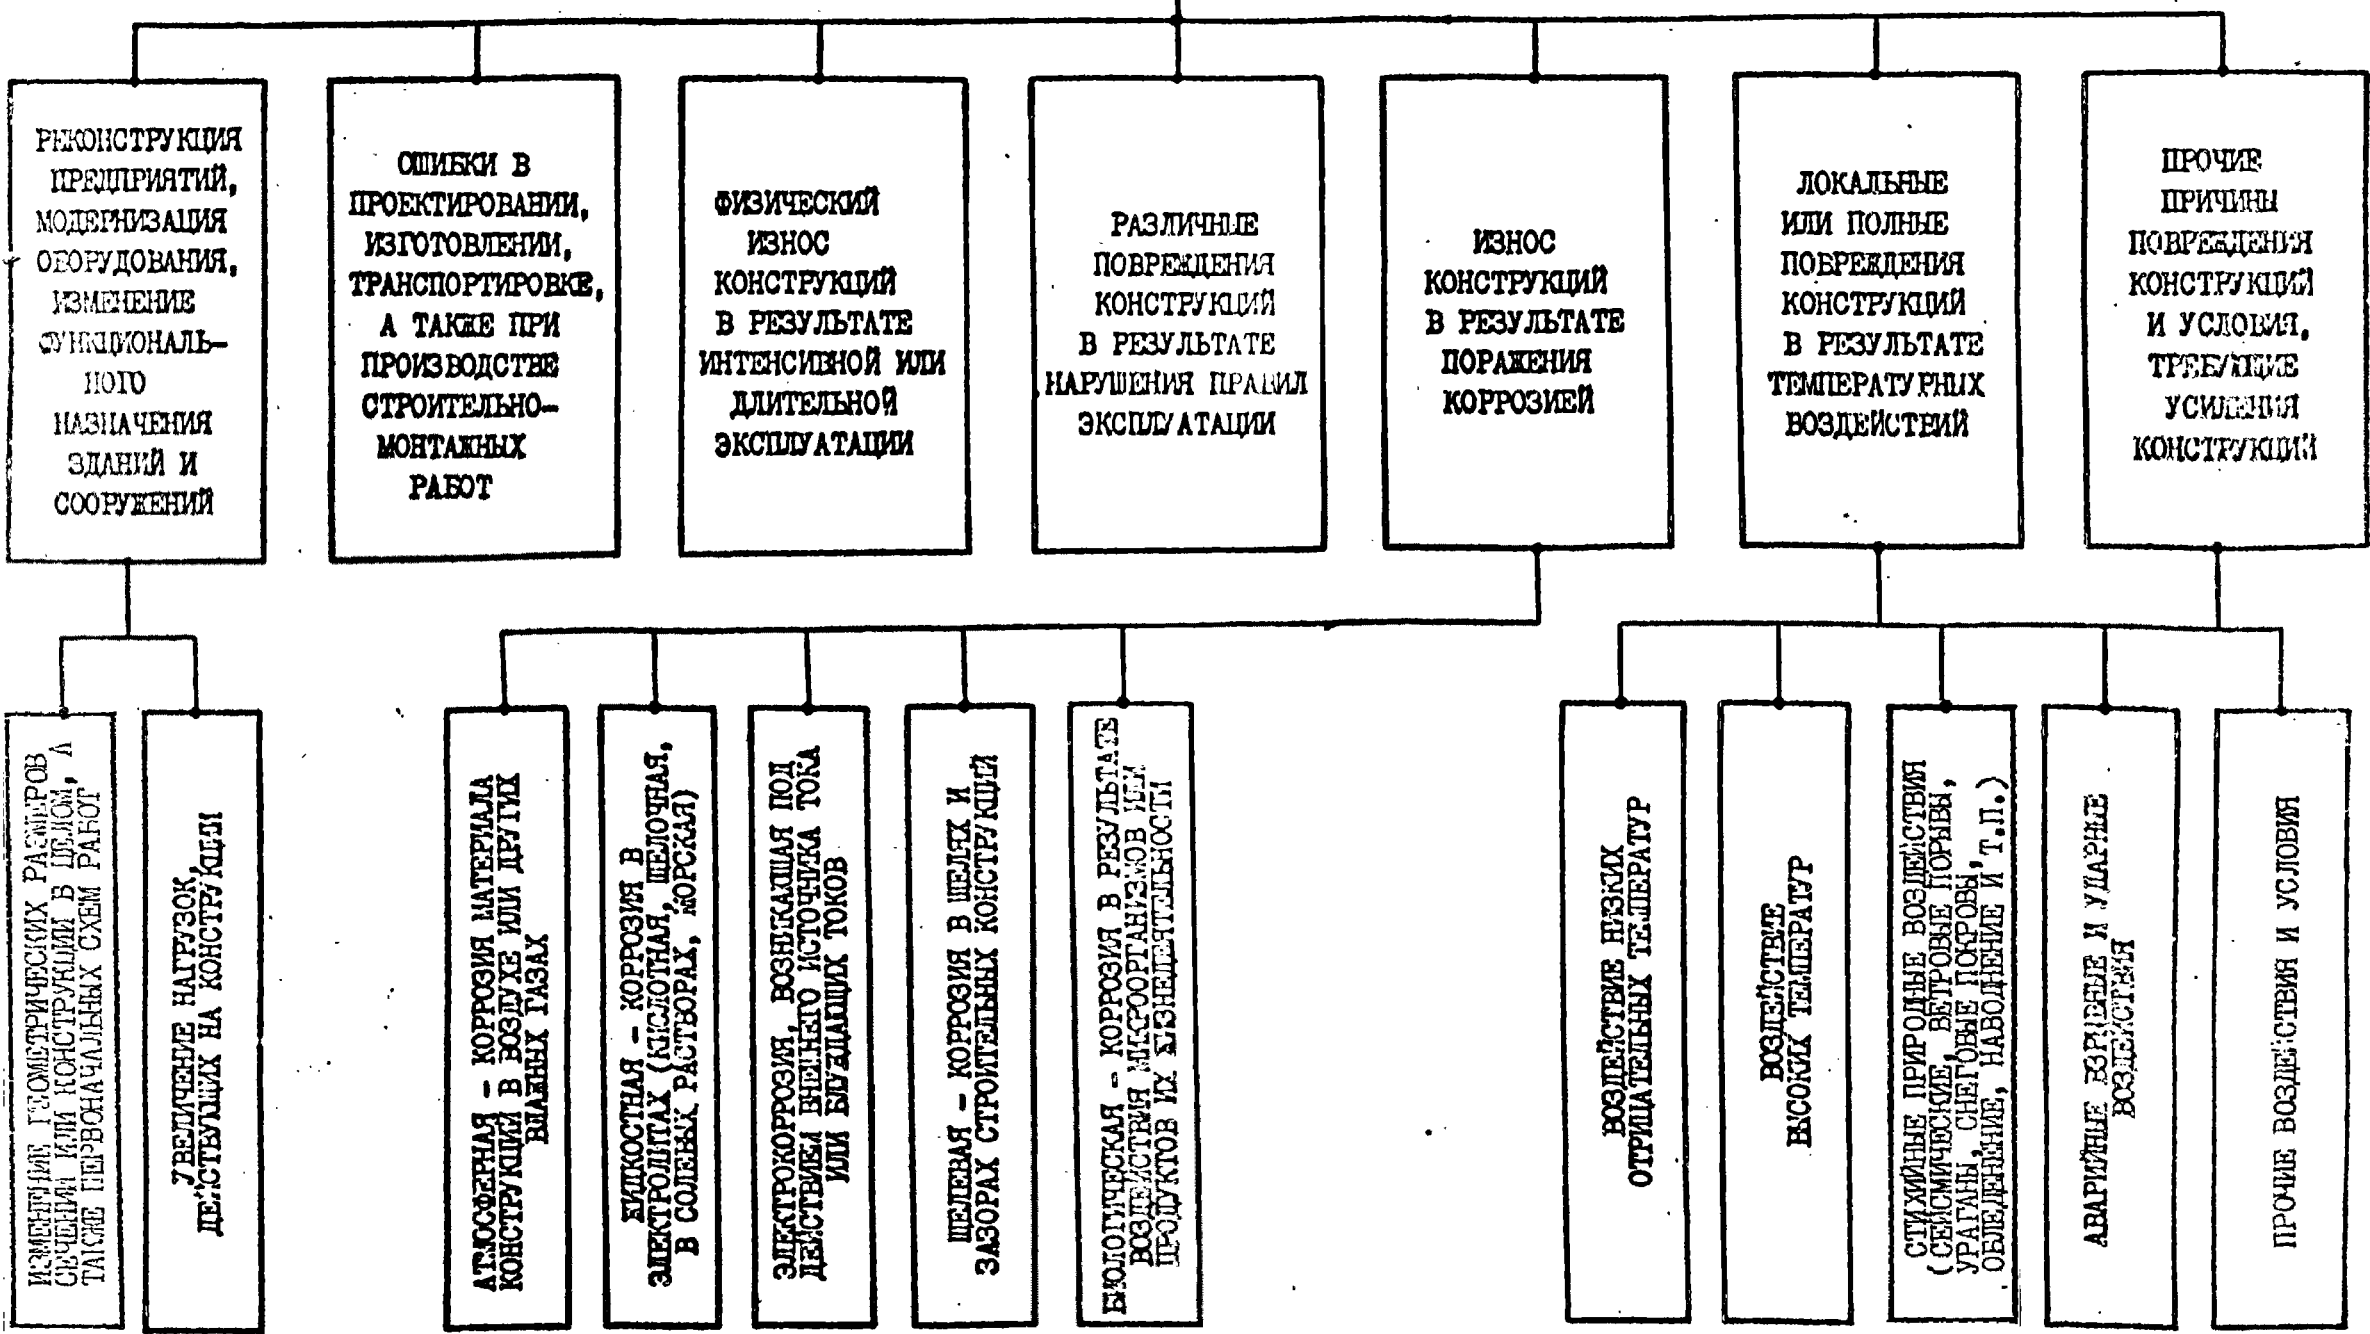 РЕКОНСТРУКЦИЯ
ПРЕДПРИЯТИЙ,
МОДЕРНИЗАЦИЯ
ОБОРУДОВАНИЯ,
ИЗМЕНЕНИЕ
ФУНКЦИОНАЛЬ-
НОГО
НАЗНАЧЕНИЯ
ЗДАНИЙ И
СООРУЖЕНИЙ
ОШИБКИ В
ПРОЕКТИРОВАНИИ,
ИЗГОТОВЛЕНИИ,
ТРАНСПОРТИРОВКЕ,
А ТАКЖЕ ПРИ
ПРОИЗВОДСТВЕ
СТРОИТЕЛЬНО-
МОНТАЖНЫХ
РАБОТ
ФИЗИЧЕСКИЙ
ИЗНОС
КОНСТРУКЦИЙ
В РЕЗУЛЬТАТЕ
ИНТЕНСИВНОЙ ИЛИ
ДЛИТЕЛЬНОЙ
ЭКСПЛУАТАЦИИ
РАЗЛИЧНЫЕ
ПОВРЕЖДЕНИЯ
КОНСТРУКЦИЙ
В РЕЗУЛЬТАТЕ
НАРУШЕНИЯ ПРАВИЛ
ЭКСПЛУАТАЦИИ
ИЗНОС
КОНСТРУКЦИЙ
В РЕЗУЛЬТАТЕ
ПОРАЖЕНИЯ
КОРРОЗИЕЙ
ЛОКАЛЬНЫЕ
ИЛИ ПОЛНЫЕ
ПОВРЕЖДЕНИЯ
КОНСТРУКЦИЙ
В РЕЗУЛЬТАТЕ
ТЕМПЕРАТУРНЫХ
ВОЗДЕЙСТВИЙ
ПРОЧИЕ
ПРИЧИНЫ
ПОВРЕЖДЕНИЯ
КОНСТРУКЦИЙ
И УСЛОВИЯ,
ТРЕБУЮЩИЕ
УСИЛЕНИЯ
КОНСТРУКЦИЙ
ИЗМЕНЕНИЕ ГЕОМЕТРИЧЕСКИХ РАЗМЕРОВ
СЕЧЕНИЙ ИЛИ КОНСТРУКЦИЙ В ЦЕЛОМ, А
ТАКЖЕ ПЕРВОНАЧАЛЬНЫХ СХЕМ РАБОТ
УВЕЛИЧЕНИЕ НАГРУЗОК,
ДЕЙСТВУЮЩИХ НА КОНСТРУКЦИИ
АТМОСФЕРНАЯ - КОРРОЗИЯ МАТЕРИАЛА
КОНСТРУКЦИЙ В ВОЗДУХЕ ИЛИ ДРУГИХ
ВЛАЖНЫХ ГАЗАХ
ЖИДКОСТНАЯ - КОРРОЗИЯ В
ЭЛЕКТРОЛИТАХ (КИСЛОТНАЯ, ЩЕЛОЧНАЯ,
В СОЛЕВЫХ РАСТВОРАХ, МОРСКАЯ)
ЭЛЕКТРОКОРРОЗИЯ, ВОЗНИКАЮЩАЯ ПОД
ДЕЙСТВИЕМ ВНЕШНЕГО ИСТОЧНИКА ТОКА
ИЛИ БЛУЖДАЮЩИХ ТОКОВ
ЩЕЛЕВАЯ - КОРРОЗИЯ В ЩЕЛЯХ И
ЗАЗОРАХ СТРОИТЕЛЬНЫХ КОНСТРУКЦИЙ
БИОЛОГИЧЕСКАЯ - КОРРОЗИЯ В РЕЗУЛЬТАТЕ
ВОЗДЕЙСТВИЯ МИКРООРГАНИЗМОВ ИЛИ
ПРОДУКТОВ ИХ ЖИЗНЕДЕЯТЕЛЬНОСТИ
ВОЗДЕЙСТВИЕ НИЗКИХ
ОТРИЦАТЕЛЬНЫХ ТЕМПЕРАТУР
ВОЗДЕЙСТВИЕ
ВЫСОКИХ ТЕМПЕРАТУР
СТИХИЙНЫЕ ПРИРОДНЫЕ ВОЗДЕЙСТВИЯ
(СЕЙСМИЧЕСКИЕ, ВЕТРОВЫЕ ПОРЫВЫ,
УРАГАНЫ, СНЕГОВЫЕ ПОКРОВЫ,
ОБЛЕДЕНЕНИЕ, НАВОДНЕНИЕ И Т.П.)
АВАРИЙНЫЕ ВЗРЫВНЫЕ И УДАРНЫЕ
ВОЗДЕЙСТВИЯ
ПРОЧИЕ ВОЗДЕЙСТВИЯ И УСЛОВИЯ